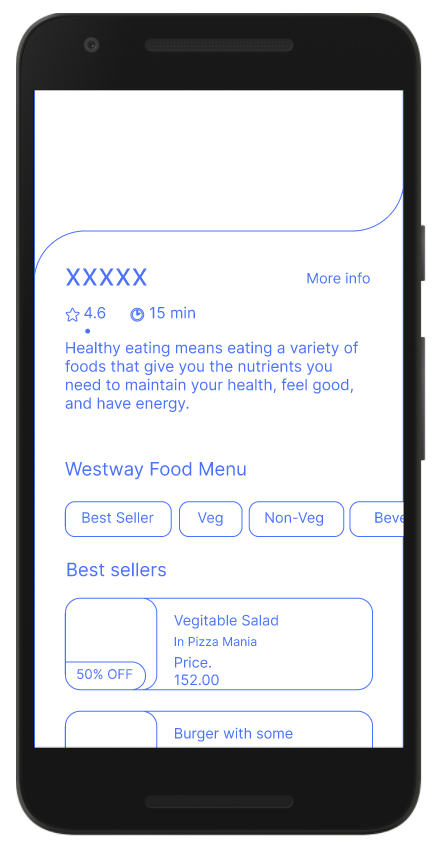 XXXXX
More info
4.6
15 min
Healthy eating means eating a variety of
foods that give you the nutrients you
need to maintain your health, feel good,
and have energy.
Westway Food Menu
Best Seller
Veg
Non-Veg
Beve
Best sellers
Vegitable Salad
In Pizza Mania
Price.
152.00
50% OFF
Burger with some